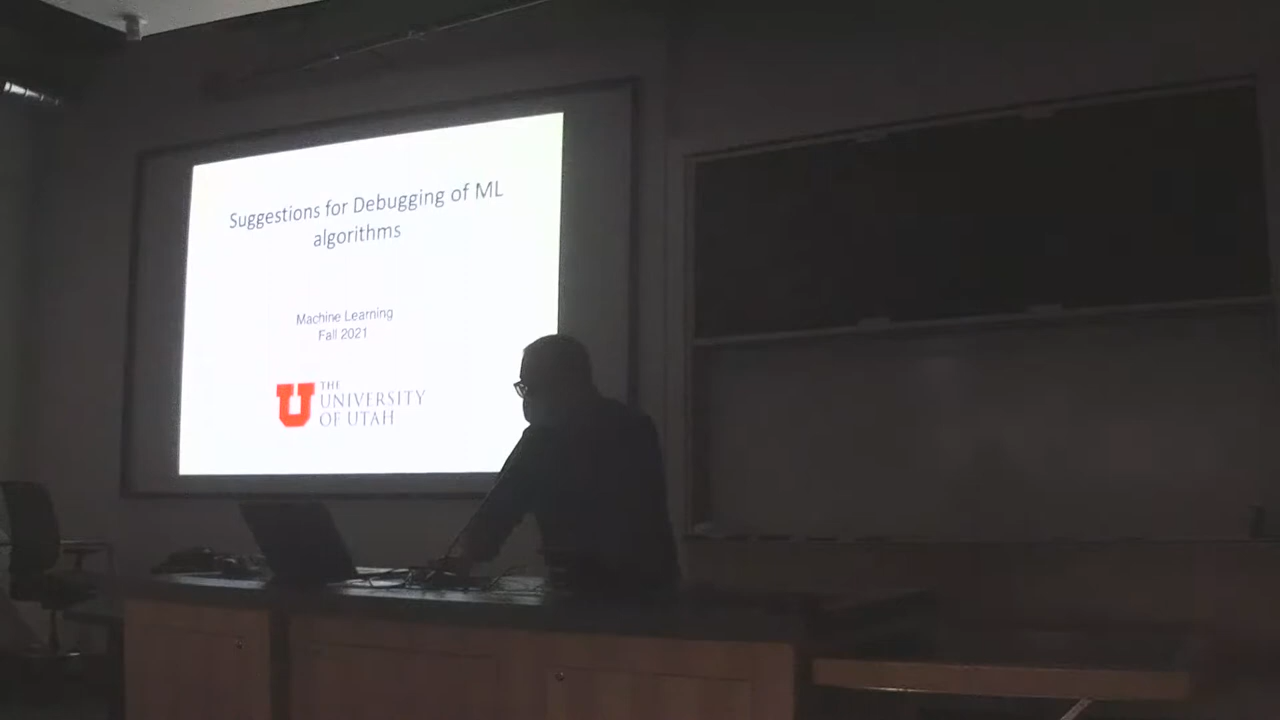 Suggestions for Debugging of ML
algorithms
Machine Learning
Fall 2021
THE
UNIVERSITY
OF UTAH